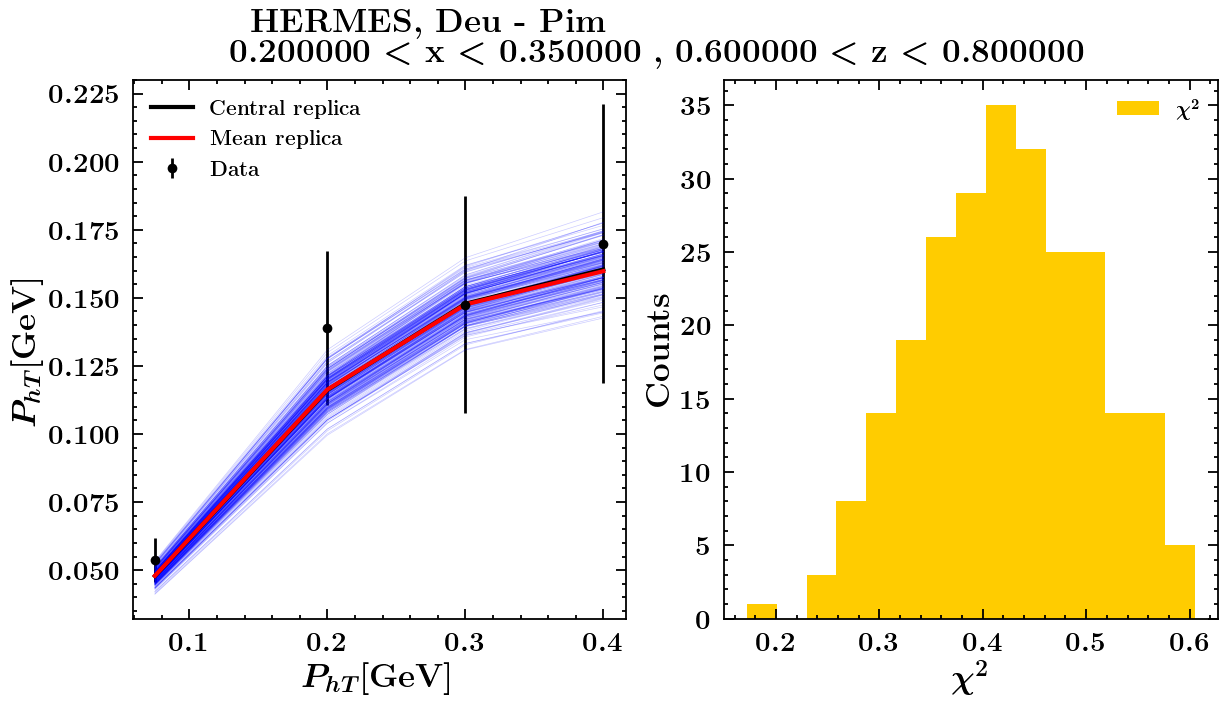 HERMES, Deu - Pim
0.200000 < x < 0.350000 , 0.600000 < z < 0.800000
0.225
0.200
0.175
0.150
0.125
0.100
0.075
0.050
P_{hT}[GeV]
Central replica
Mean replica
Data
0.1 0.2 0.3 0.4
P_{hT}[GeV]
35
30
25
20
15
10
5
0
Counts
χ²
0.2 0.3 0.4 0.5 0.6
χ²